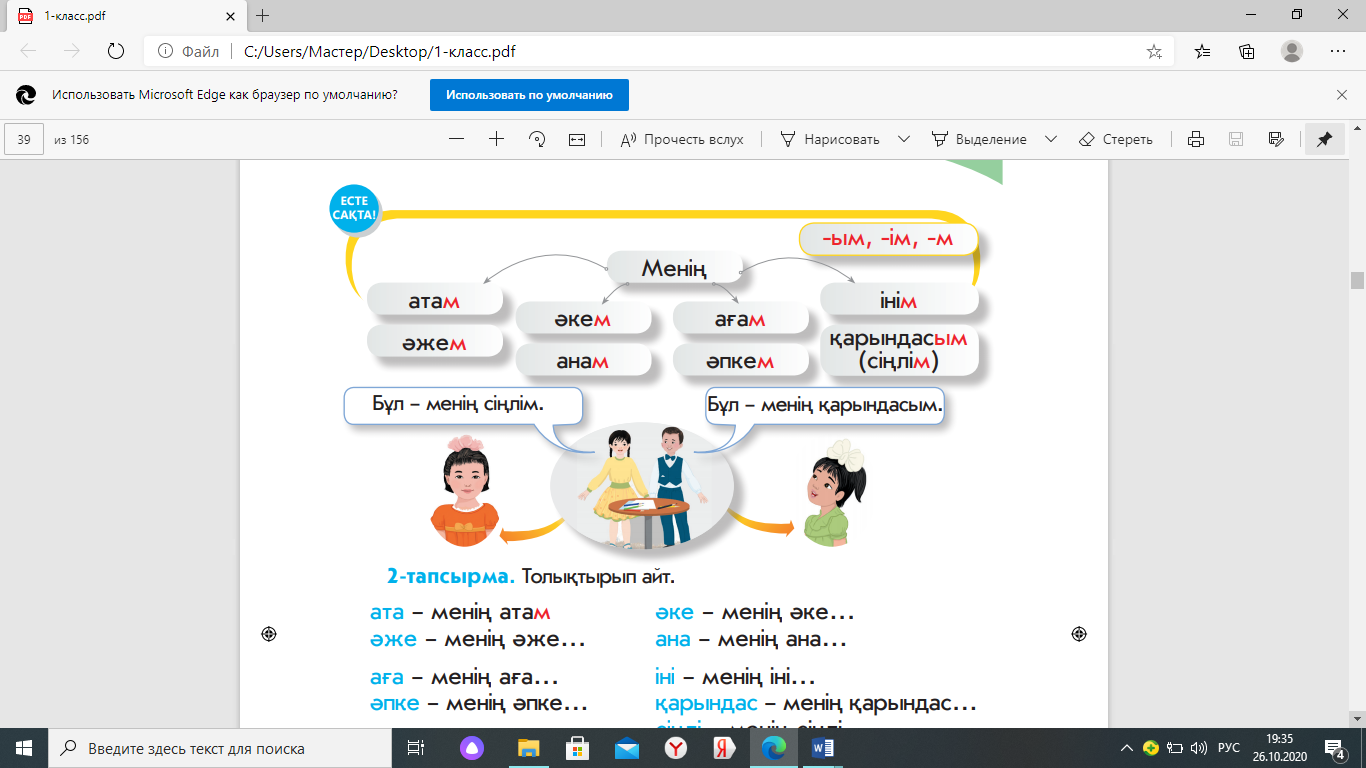 1-класс.pdf
Файл
C:/Users/Мастер/Desktop/1-класс.pdf
Использовать Microsoft Edge как браузер по умолчанию?
Использовать по умолчанию
39 из 156
Прочесть вслух
Нарисовать
Выделение
Стереть
ЕСТЕ
САҚТА!
-ым, -ім, -м
Менің
атам
әжем
әкем
анам
ағам
әпкем
інім
қарындасым
(сіңлім)
Бұл – менің сіңлім.
Бұл – менің қарындасым.
2-тапсырма. Толықтырып айт.
ата – менің атам
әже – менің әже...
аға – менің аға...
әпке – менің әпке...
әке – менің әке...
ана – менің ана...
іні – менің іні...
қарындас – менің қарындас...
сіңлі – менің сіңлі...
Введите здесь текст для поиска
РУС
19:35
26.10.2020
4